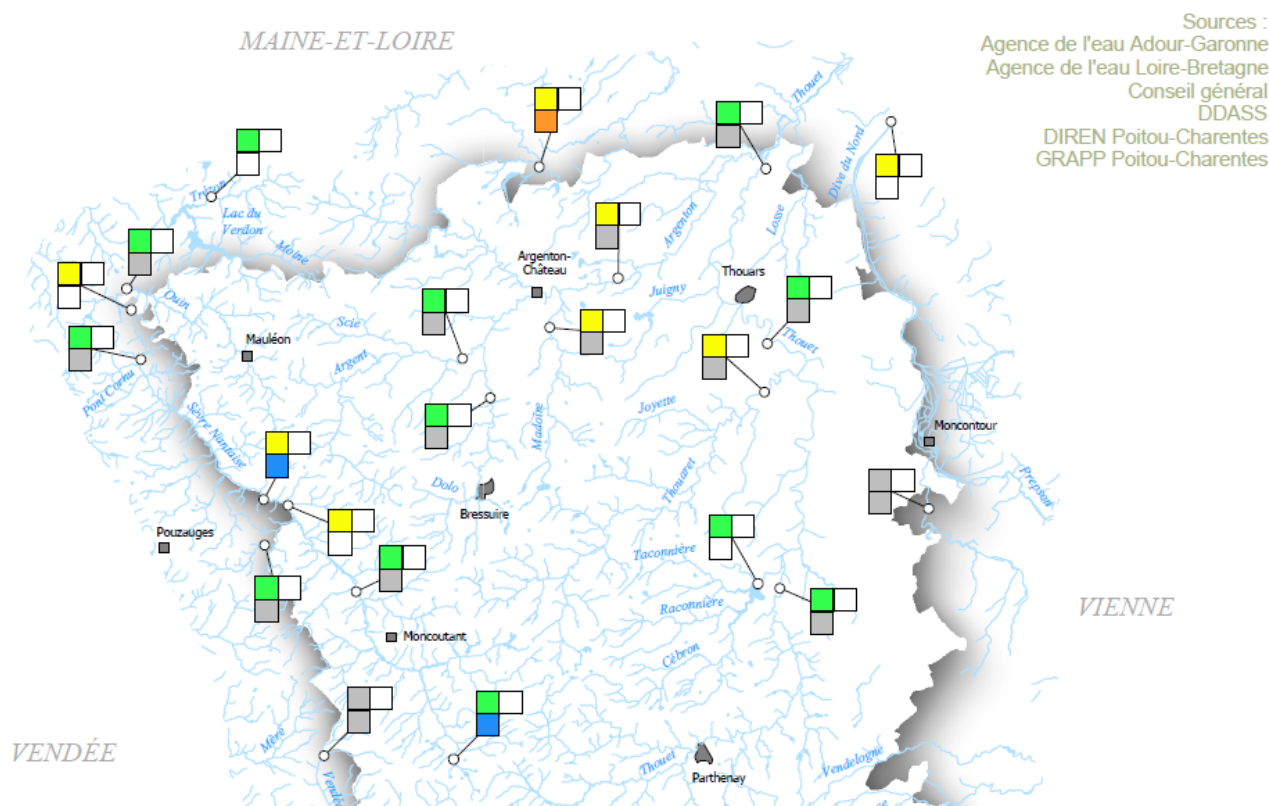 MAINE-ET-LOIRE
Sources :
Agence de l'eau Adour-Garonne
Agence de l'eau Loire-Bretagne
Conseil général
DDASS
DIREN Poitou-Charentes
GRAPP Poitou-Charentes
Thouet
Dive du Nord
Trézon
Lac du
Verdon
Moine
Argenton
Losse
Argenton-
Château
Thouars
Juigny
Ouin
Scie
Mauléon
Argent
Thouet
Pont Cornu
Sèvre Nantaise
Joyette
Madoire
Moncontour
Prepson
Thouaret
Dolo
Bressuire
Pouzauges
Taconnière
Raconnière
VIENNE
Moncoutant
Cébron
VENDÉE
Mère
Thouet
Parthenay
Vendelogne